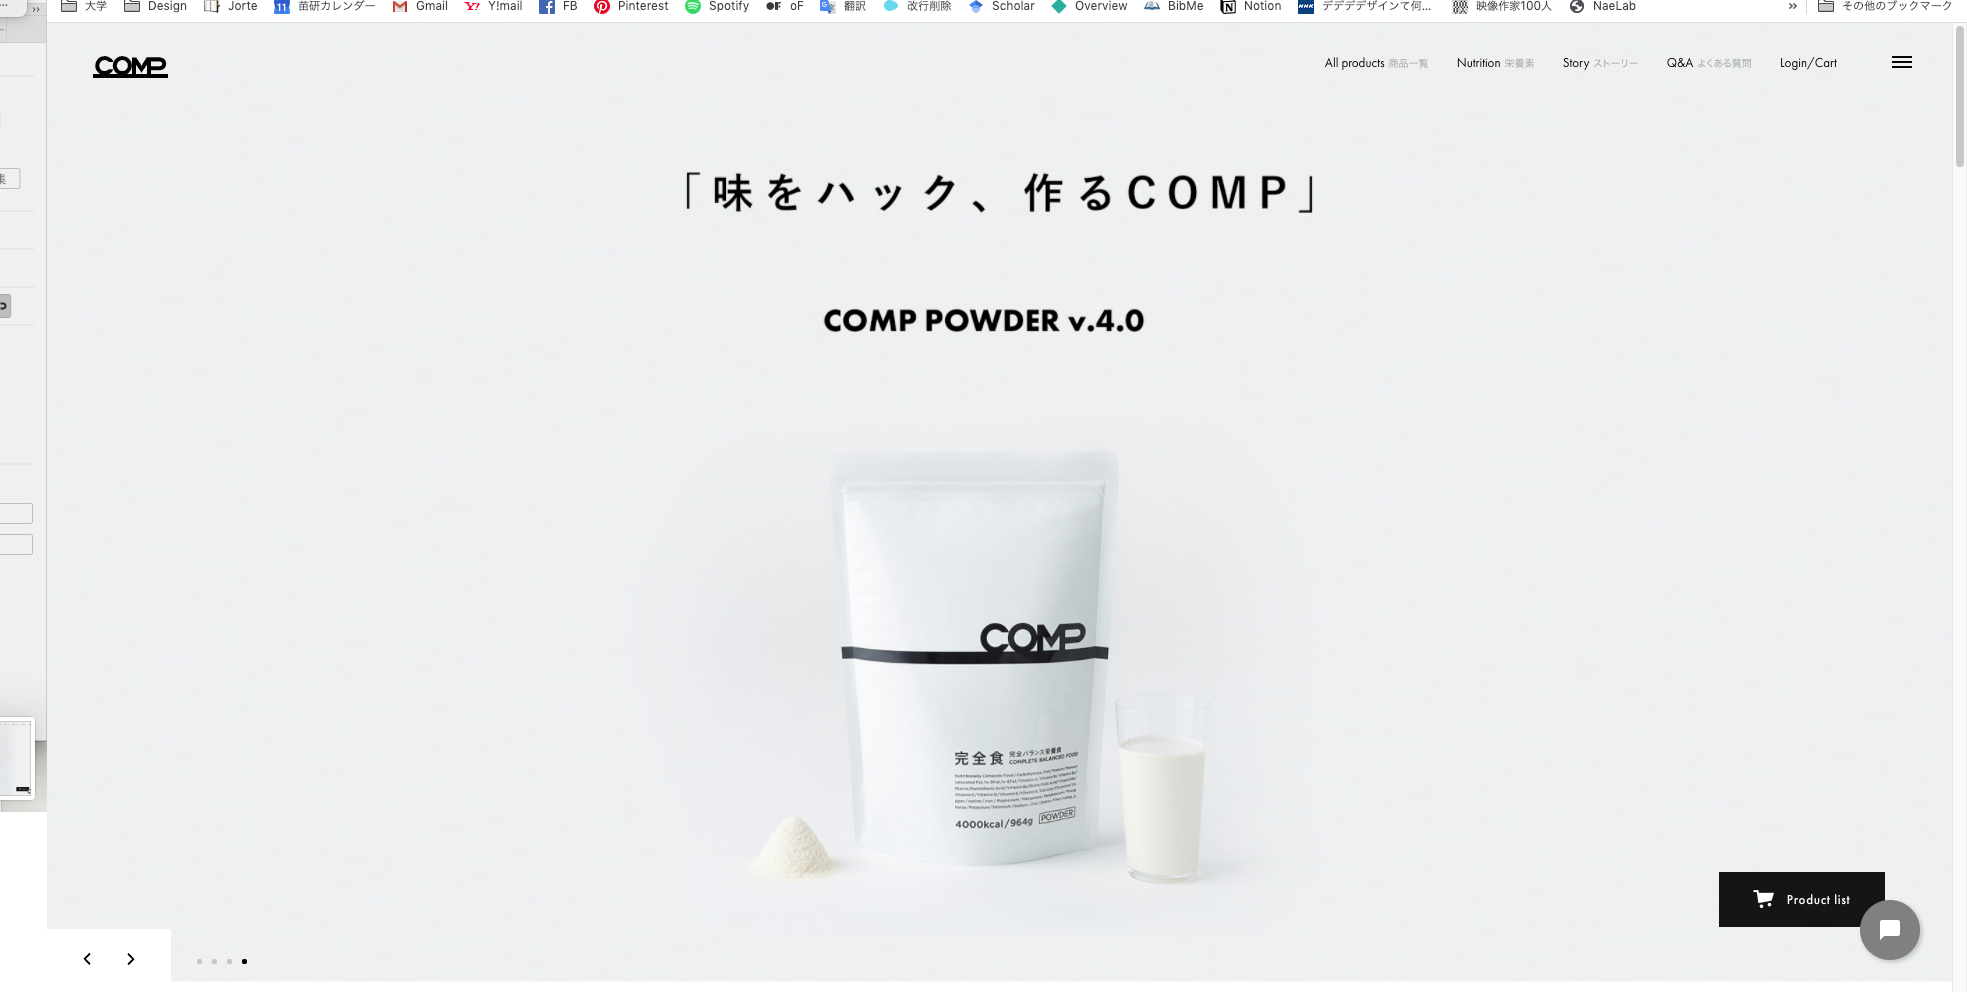 大学 Design Jorte 苗研カレンダー Gmail Y!mail FB Pinterest Spotify oF 翻訳 改行削除 Scholar Overview BibMe Notion デデデデザインて何... 映像作家100人 NaeLab » その他のブックマーク
COMP
All products 商品一覧 Nutrition 栄養素 Story ストーリー Q&A よくある質問 Login/Cart
「味をハック、作るCOMP」
COMP POWDER v.4.0
COMP
完全食 完全バランス栄養食
COMPLETE BALANCED FOOD
4000kcal/964g POWDER
Product list